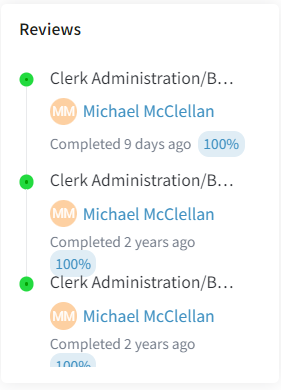 Reviews
Clerk Administration/B…
MM Michael McClellan
Completed 9 days ago 100%
Clerk Administration/B…
MM Michael McClellan
Completed 2 years ago
100%
Clerk Administration/B…
MM Michael McClellan
Completed 2 years ago
100%